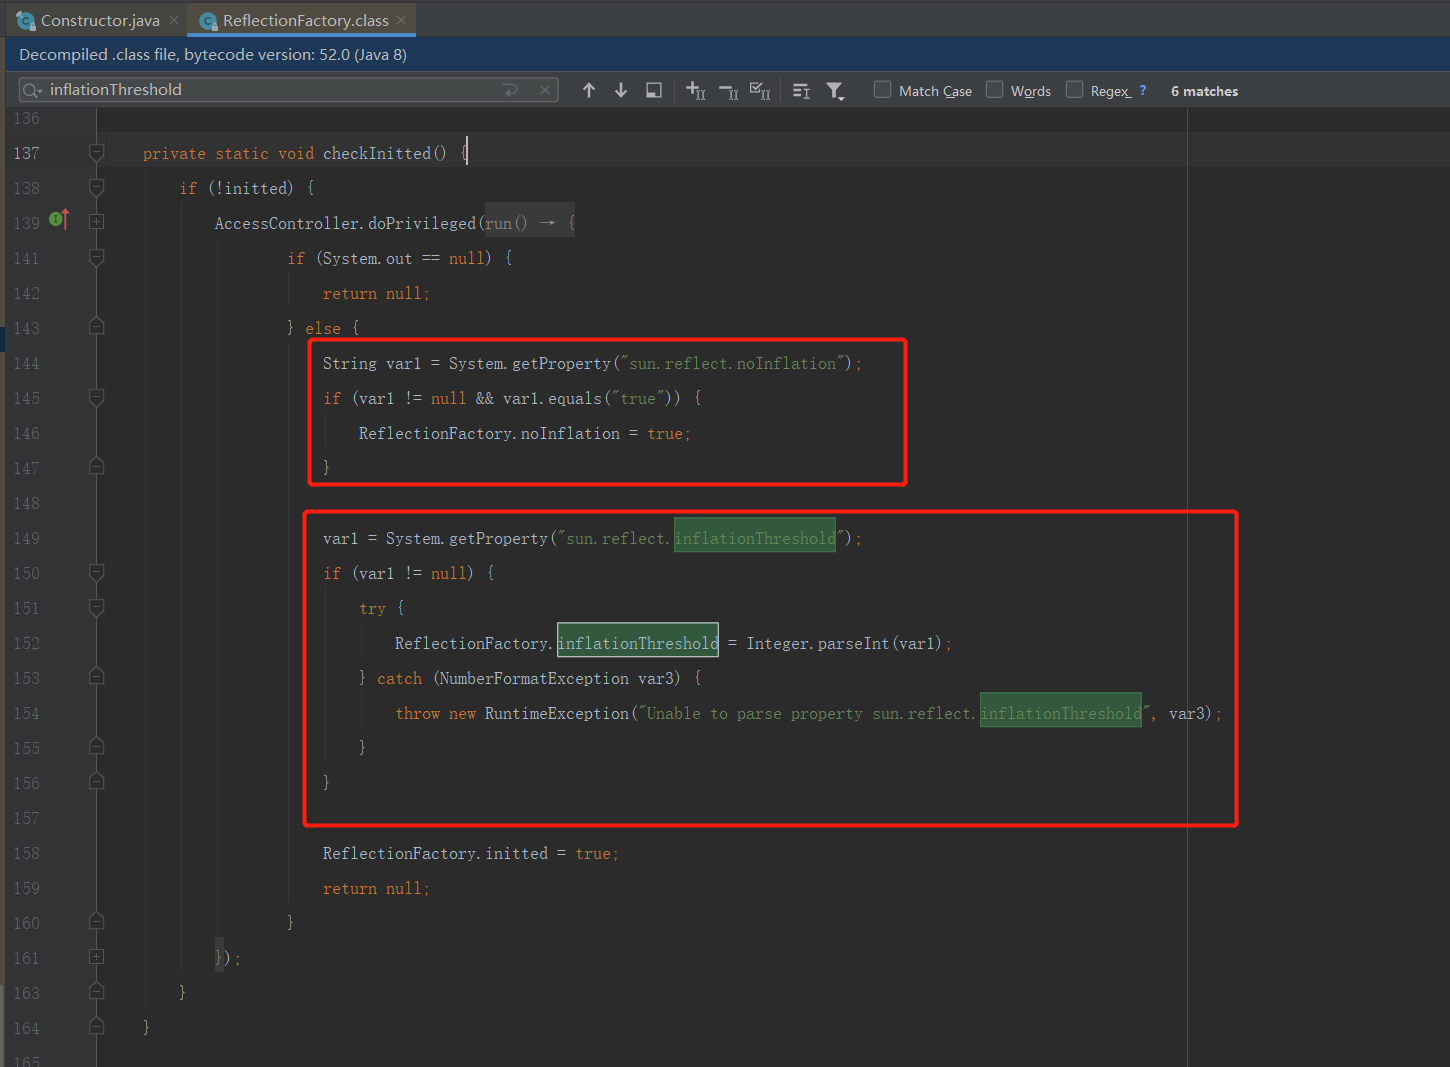 Constructor.java
ReflectionFactory.class
Decompiled .class file, bytecode version: 52.0 (Java 8)
inflationThreshold
Match Case
Words
Regex
?
6 matches
136
137 private static void checkInitted() {
138 if (!initted) {
139 AccessController.doPrivileged(run() → {
141 if (System.out == null) {
142 return null;
143 } else {
144 String var1 = System.getProperty("sun.reflect.noInflation");
145 if (var1 != null && var1.equals("true")) {
146 ReflectionFactory.noInflation = true;
147 }
148
149 var1 = System.getProperty("sun.reflect.inflationThreshold");
150 if (var1 != null) {
151 try {
152 ReflectionFactory.inflationThreshold = Integer.parseInt(var1);
153 } catch (NumberFormatException var3) {
154 throw new RuntimeException("Unable to parse property sun.reflect.inflationThreshold", var3);
155 }
156 }
157
158 ReflectionFactory.initted = true;
159 return null;
160 }
161 });
163 }
164 }
165